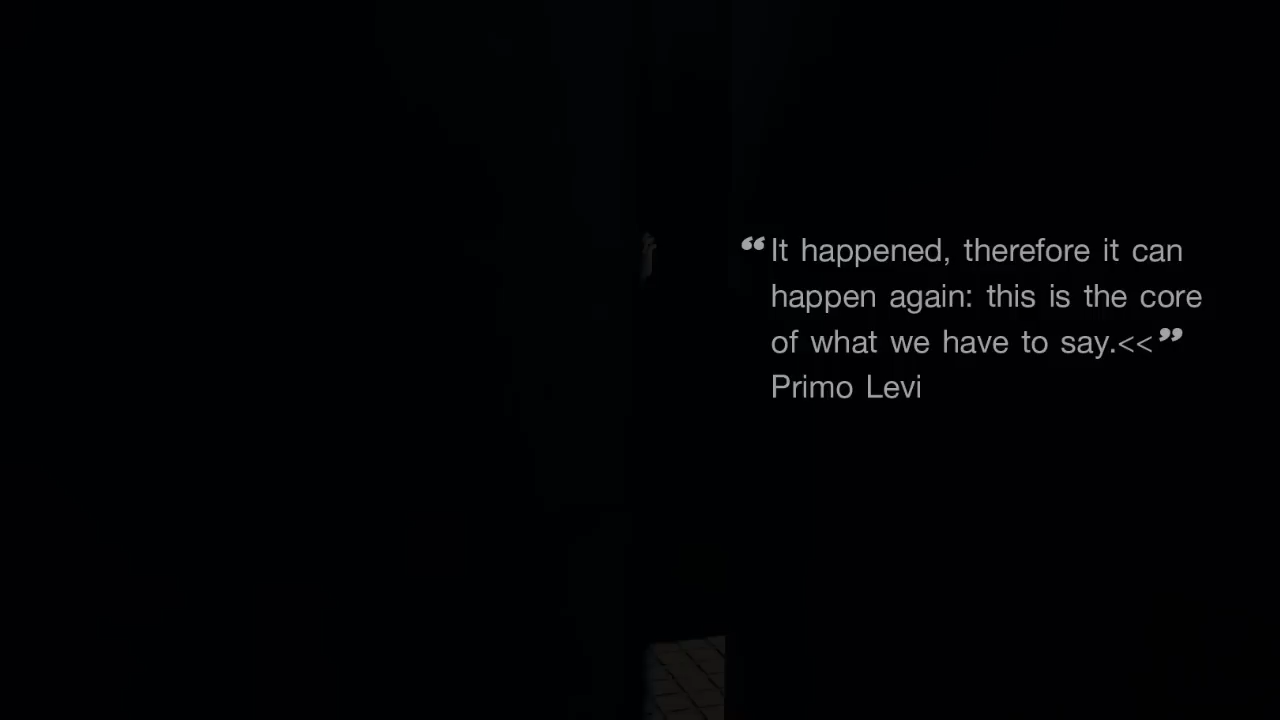 “It happened, therefore it can
happen again: this is the core
of what we have to say.<<”
Primo Levi